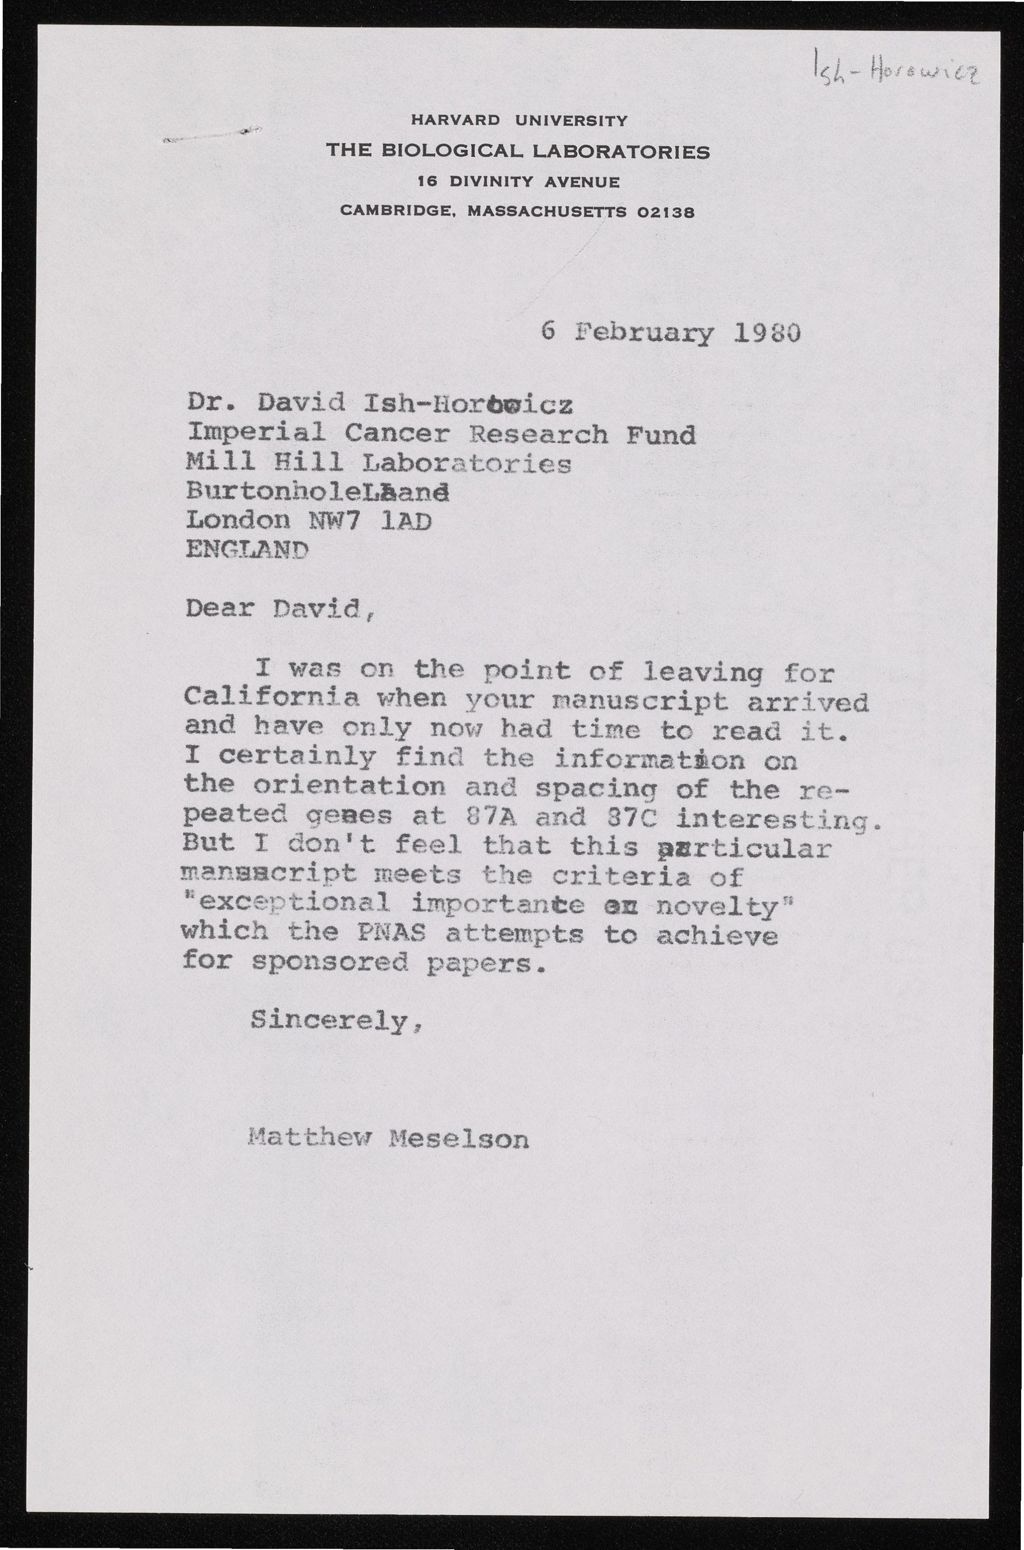 Ish-Horowicz
HARVARD UNIVERSITY
THE BIOLOGICAL LABORATORIES
16 DIVINITY AVENUE
CAMBRIDGE, MASSACHUSETTS 02138
6 February 1980
Dr. David Ish-Horowicz
Imperial Cancer Research Fund
Mill Hill Laboratories
BurtonholeLaand
London NW7 1AD
ENGLAND
Dear David,
I was on the point of leaving for
California when your manuscript arrived
and have only now had time to read it.
I certainly find the information on
the orientation and spacing of the re-
peated genes at 87A and 87C interesting.
But I don't feel that this particular
manuscript meets the criteria of
"exceptional importante or novelty"
which the PNAS attempts to achieve
for sponsored papers.
Sincerely,
Matthew Meselson